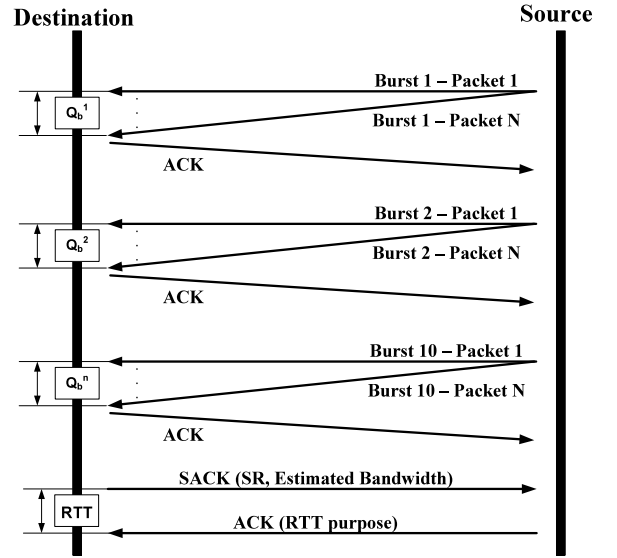 Destination
Source
Burst 1 – Packet 1
Q_b^1
Burst 1 – Packet N
ACK
Burst 2 – Packet 1
Q_b^2
Burst 2 – Packet N
ACK
Burst 10 – Packet 1
Q_b^n
Burst 10 – Packet N
ACK
SACK (SR, Estimated Bandwidth)
RTT
ACK (RTT purpose)